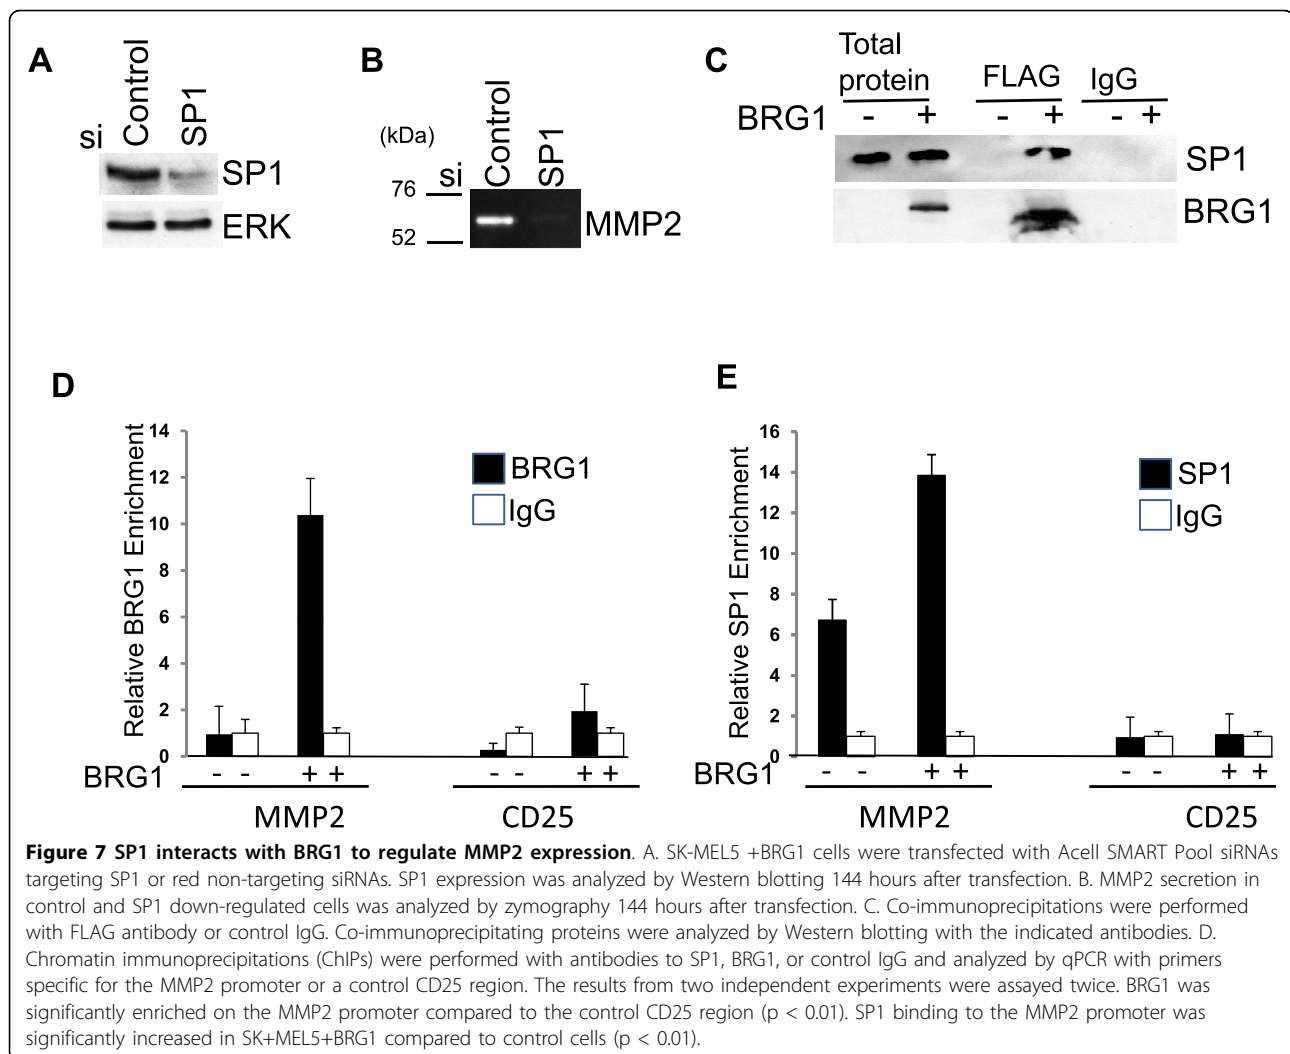 A
si
Control
SP1
SP1
ERK
B
(kDa)
76
52
si
Control
SP1
MMP2
C
Total
protein
FLAG
IgG
BRG1 - + - + - +
SP1
BRG1
D
Relative BRG1 Enrichment
14
12
10
8
6
4
2
0
BRG1
IgG
BRG1 - - + + - - + +
MMP2 CD25
E
Relative SP1 Enrichment
16
14
12
10
8
6
4
2
0
SP1
IgG
BRG1 - - + + - - + +
MMP2 CD25
Figure 7 SP1 interacts with BRG1 to regulate MMP2 expression. A. SK-MEL5 +BRG1 cells were transfected with Acell SMART Pool siRNAs
targeting SP1 or red non-targeting siRNAs. SP1 expression was analyzed by Western blotting 144 hours after transfection. B. MMP2 secretion in
control and SP1 down-regulated cells was analyzed by zymography 144 hours after transfection. C. Co-immunoprecipitations were performed
with FLAG antibody or control IgG. Co-immunoprecipitating proteins were analyzed by Western blotting with the indicated antibodies. D.
Chromatin immunoprecipitations (ChIPs) were performed with antibodies to SP1, BRG1, or control IgG and analyzed by qPCR with primers
specific for the MMP2 promoter or a control CD25 region. The results from two independent experiments were assayed twice. BRG1 was
significantly enriched on the MMP2 promoter compared to the control CD25 region (p < 0.01). SP1 binding to the MMP2 promoter was
significantly increased in SK+MEL5+BRG1 compared to control cells (p < 0.01).